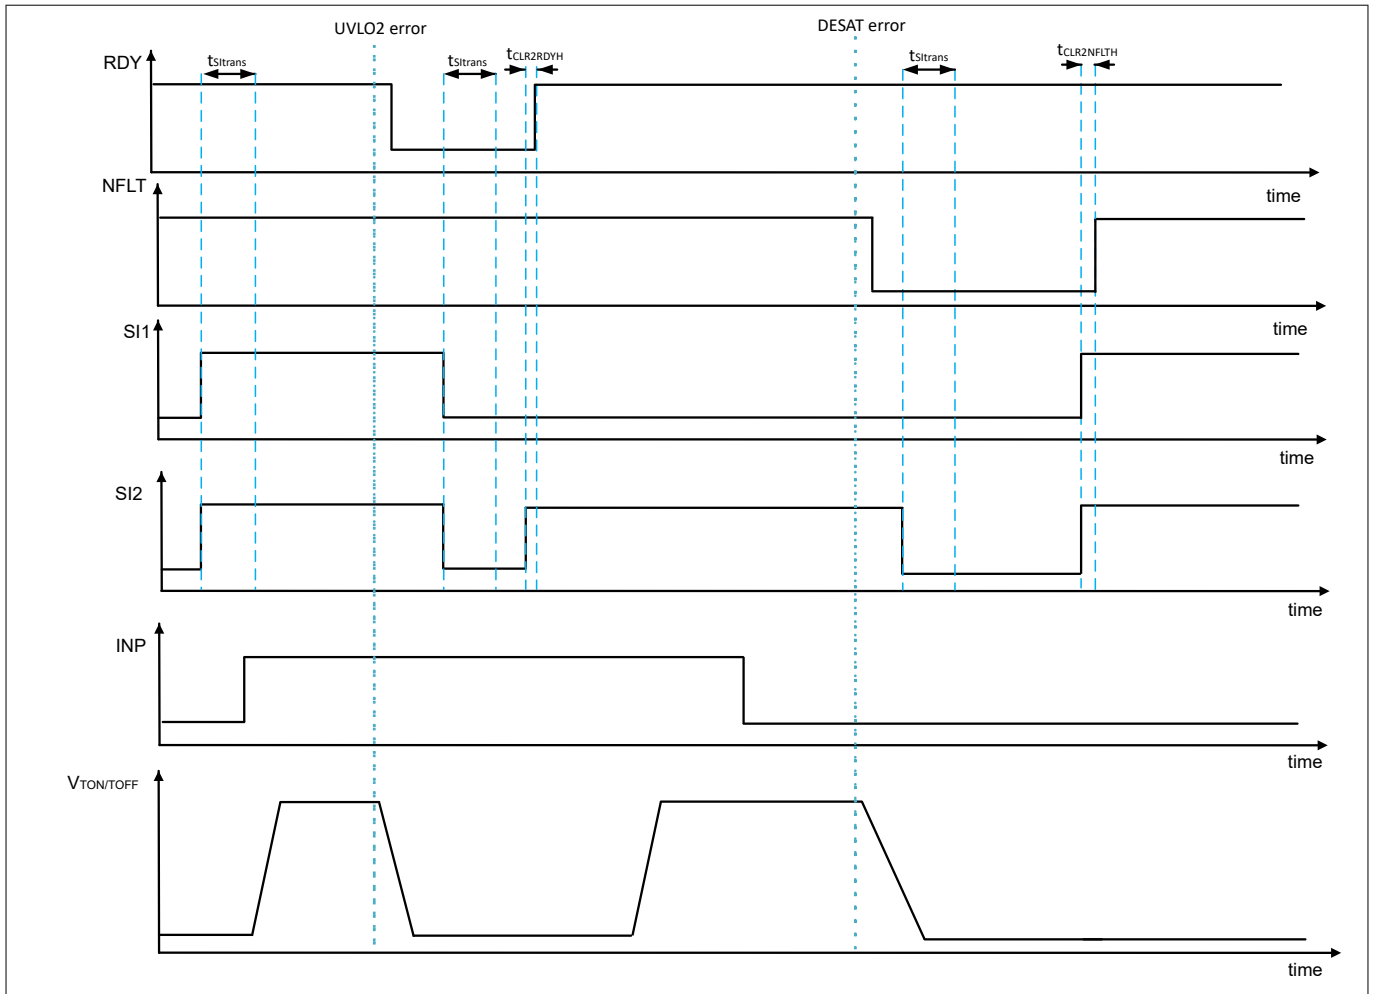 UVLO2 error
DESAT error
RDY
tSItrans
tSItrans
tCLR2RDYH
tSItrans
tCLR2NFLTH
time
NFLT
time
SI1
time
SI2
time
INP
time
VTON/TOFF
time